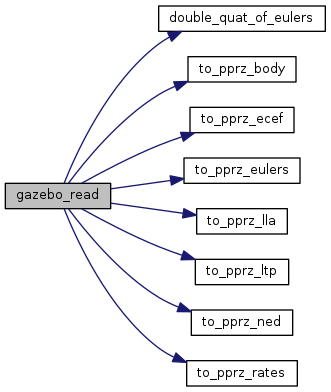 double_quat_of_eulers
to_pprz_body
to_pprz_ecef
to_pprz_eulers
gazebo_read
to_pprz_lla
to_pprz_ltp
to_pprz_ned
to_pprz_rates